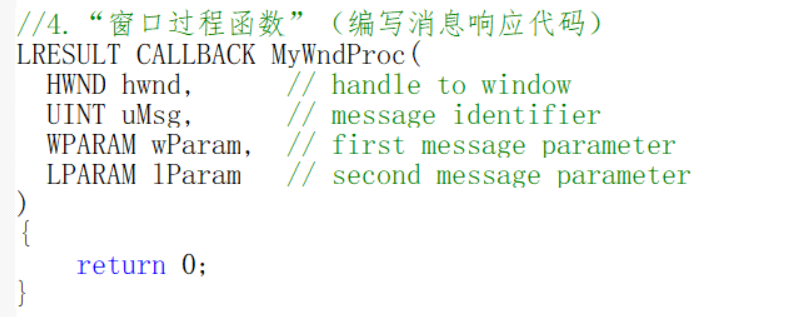 //4.“窗口过程函数”（编写消息响应代码）
LRESULT CALLBACK MyWndProc(
  HWND hwnd,      // handle to window
  UINT uMsg,      // message identifier
  WPARAM wParam,  // first message parameter
  LPARAM lParam   // second message parameter
)
{
    return 0;
}